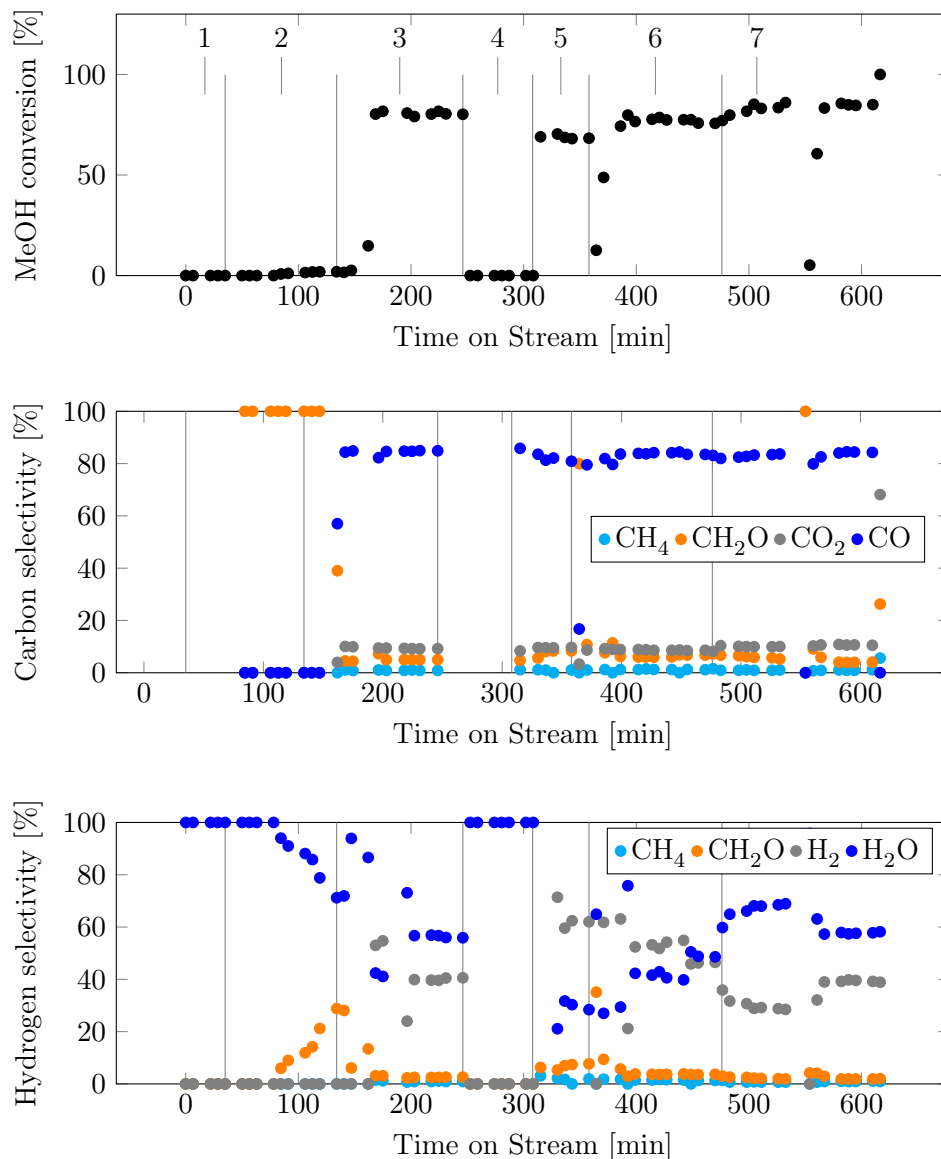 MeOH conversion [%]
1 2 3 4 5 6 7
100
50
0
0 100 200 300 400 500 600
Time on Stream [min]
Carbon selectivity [%]
100
80
60
40
20
0
CH₄ CH₂O CO₂ CO
0 100 200 300 400 500 600
Time on Stream [min]
Hydrogen selectivity [%]
100
80
60
40
20
0
CH₄ CH₂O H₂ H₂O
0 100 200 300 400 500 600
Time on Stream [min]